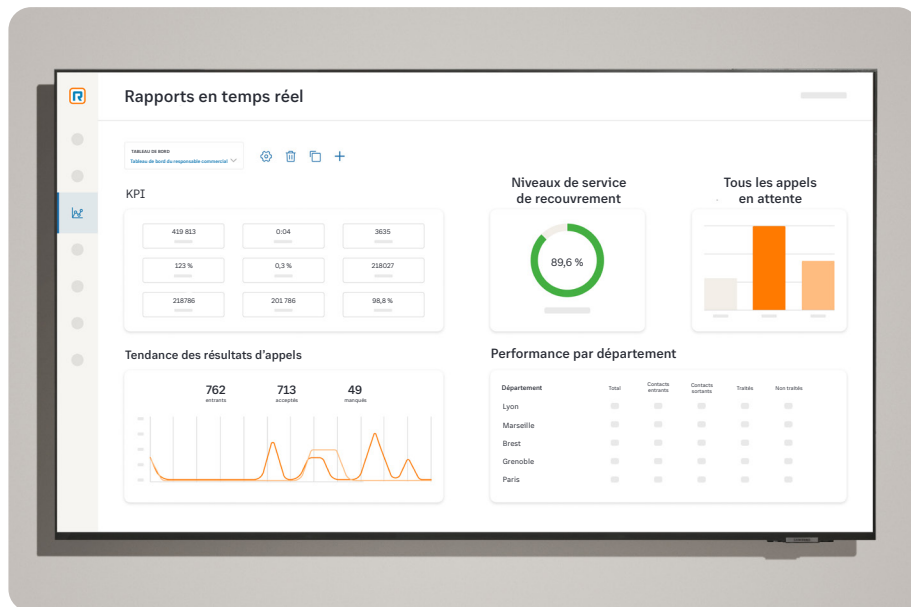 Rapports en temps réel
TABLEAU DE BORD
Tableau de bord du responsable commercial
KPI
419 813
0:04
3635
123 %
0,3 %
218027
218786
201 786
98,8 %
Niveaux de service
de recouvrement
89,6 %
Tous les appels
en attente
Tendance des résultats d’appels
762
entrants
713
acceptés
49
manqués
Performance par département
Département
Total
Contacts
entrants
Contacts
sortants
Traités
Non traités
Lyon
Marseille
Brest
Grenoble
Paris